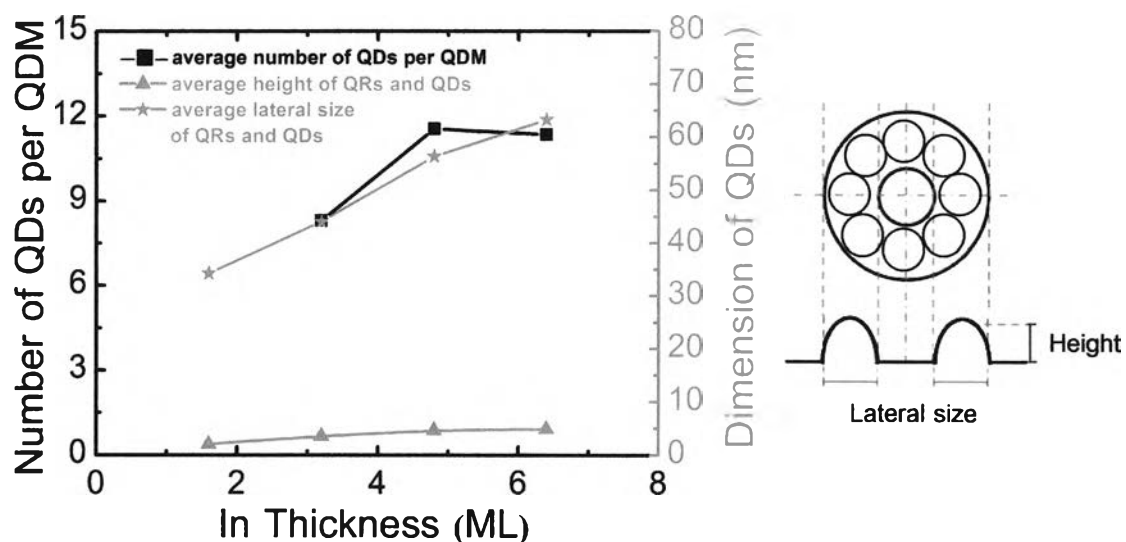 Number of QDs per QDM
15
12
9
6
3
0
average number of QDs per QDM
average height of QRs and QDs
average lateral size
of QRs and QDs
0
2
4
6
8
In Thickness (ML)
80
70
60
50
40
30
20
10
0
Dimension of QDs (nm)
Height
Lateral size